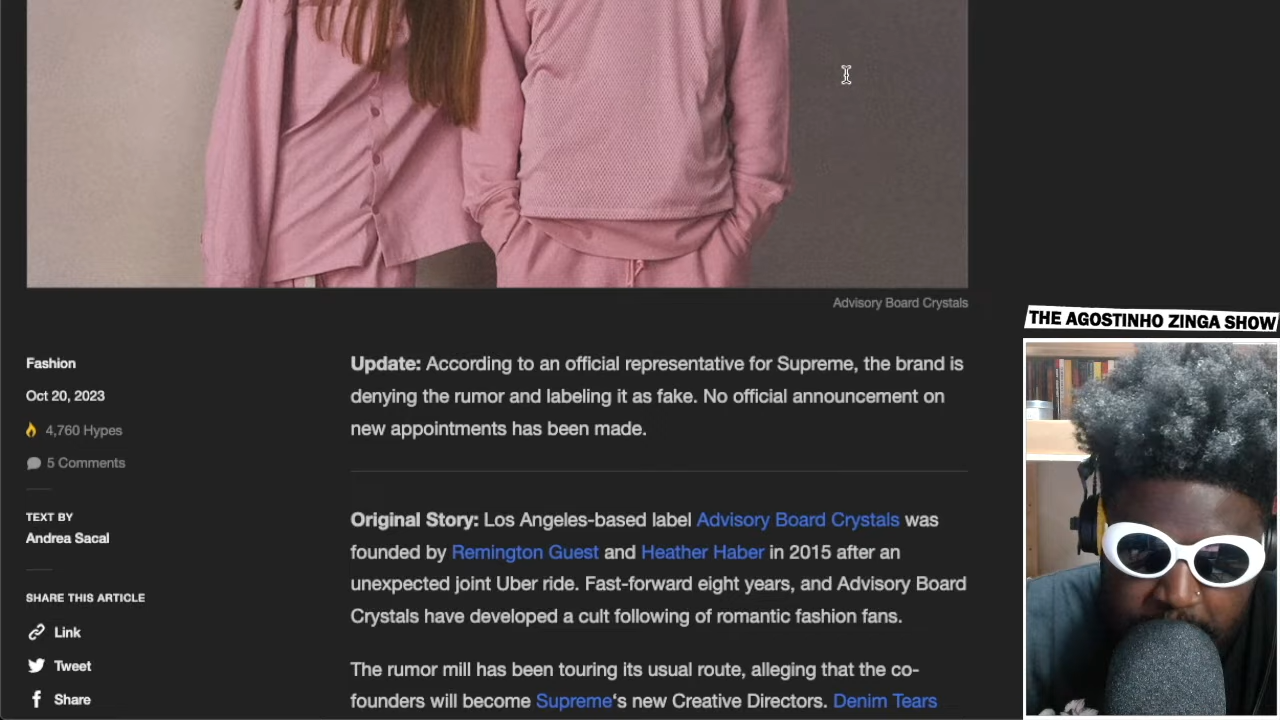 Advisory Board Crystals
THE AGOSTINHO ZINGA SHOW
Fashion
Oct 20, 2023
4,760 Hypes
5 Comments
TEXT BY
Andrea Sacal
SHARE THIS ARTICLE
Link
Tweet
Share
Update: According to an official representative for Supreme, the brand is
denying the rumor and labeling it as fake. No official announcement on
new appointments has been made.
Original Story: Los Angeles-based label Advisory Board Crystals was
founded by Remington Guest and Heather Haber in 2015 after an
unexpected joint Uber ride. Fast-forward eight years, and Advisory Board
Crystals have developed a cult following of romantic fashion fans.
The rumor mill has been touring its usual route, alleging that the co-
founders will become Supreme‘s new Creative Directors. Denim Tears